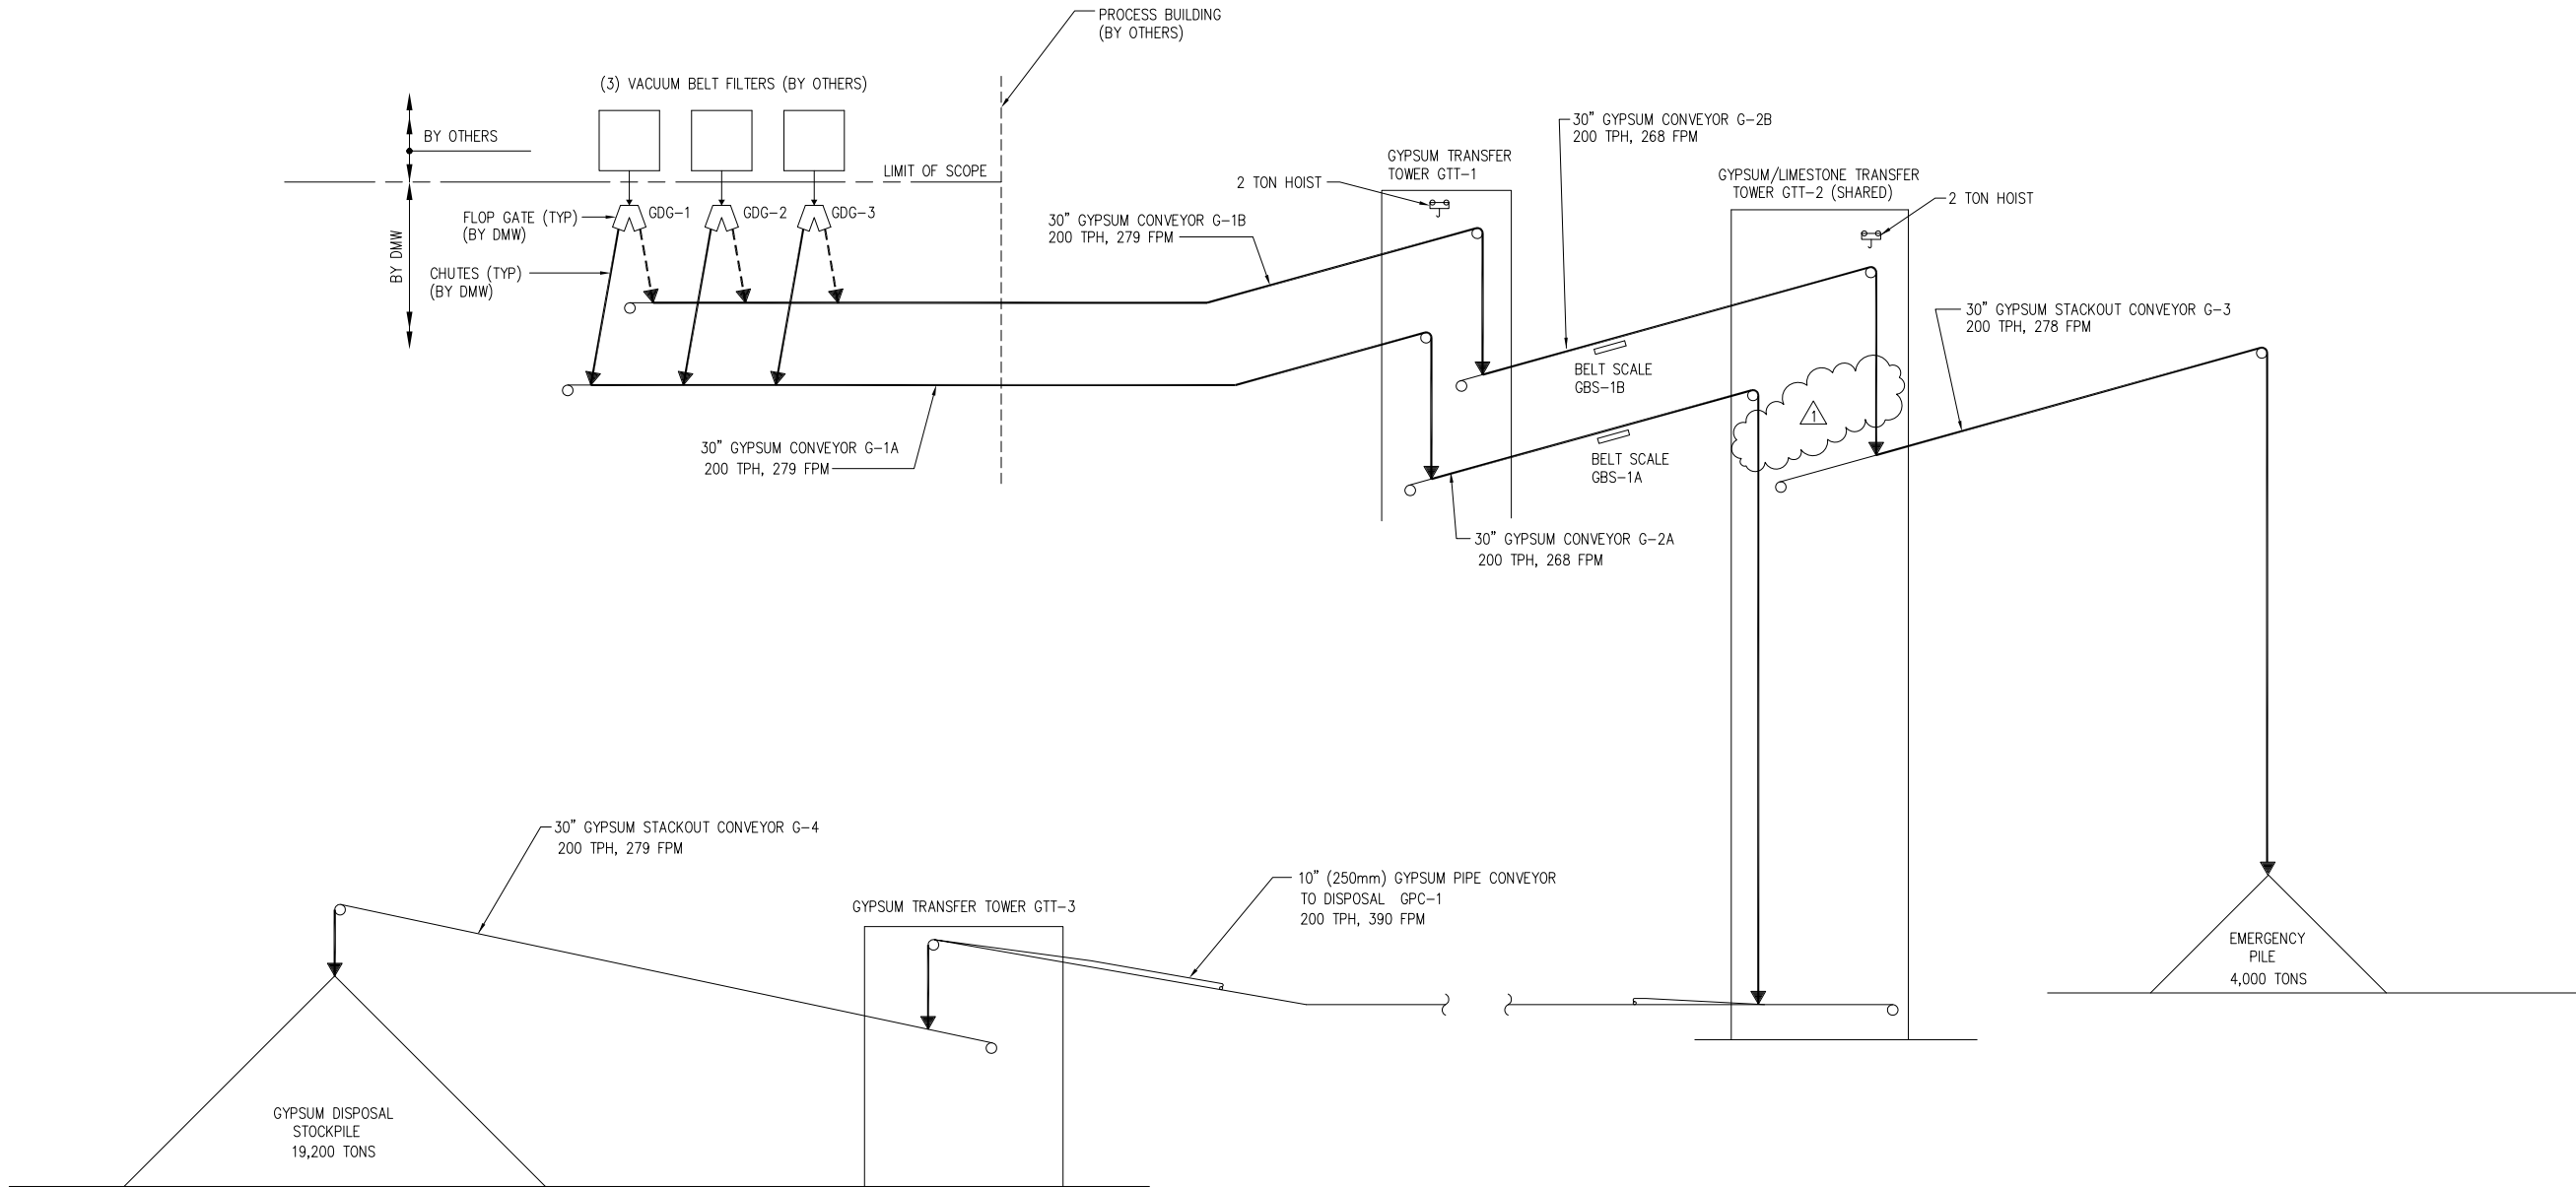 PROCESS BUILDING
(BY OTHERS)
(3) VACUUM BELT FILTERS (BY OTHERS)
BY OTHERS
LIMIT OF SCOPE
BY DMW
FLOP GATE (TYP)
(BY DMW)
GDG-1
GDG-2
GDG-3
CHUTES (TYP)
(BY DMW)
30" GYPSUM CONVEYOR G-1A
200 TPH, 279 FPM
30" GYPSUM CONVEYOR G-1B
200 TPH, 279 FPM
2 TON HOIST
GYPSUM TRANSFER
TOWER GTT-1
30" GYPSUM CONVEYOR G-2B
200 TPH, 268 FPM
GYPSUM/LIMESTONE TRANSFER
TOWER GTT-2 (SHARED)
2 TON HOIST
BELT SCALE
GBS-1B
BELT SCALE
GBS-1A
1
30" GYPSUM CONVEYOR G-2A
200 TPH, 268 FPM
30" GYPSUM STACKOUT CONVEYOR G-3
200 TPH, 278 FPM
30" GYPSUM STACKOUT CONVEYOR G-4
200 TPH, 279 FPM
GYPSUM TRANSFER TOWER GTT-3
10" (250mm) GYPSUM PIPE CONVEYOR
TO DISPOSAL GPC-1
200 TPH, 390 FPM
EMERGENCY
PILE
4,000 TONS
GYPSUM DISPOSAL
STOCKPILE
19,200 TONS